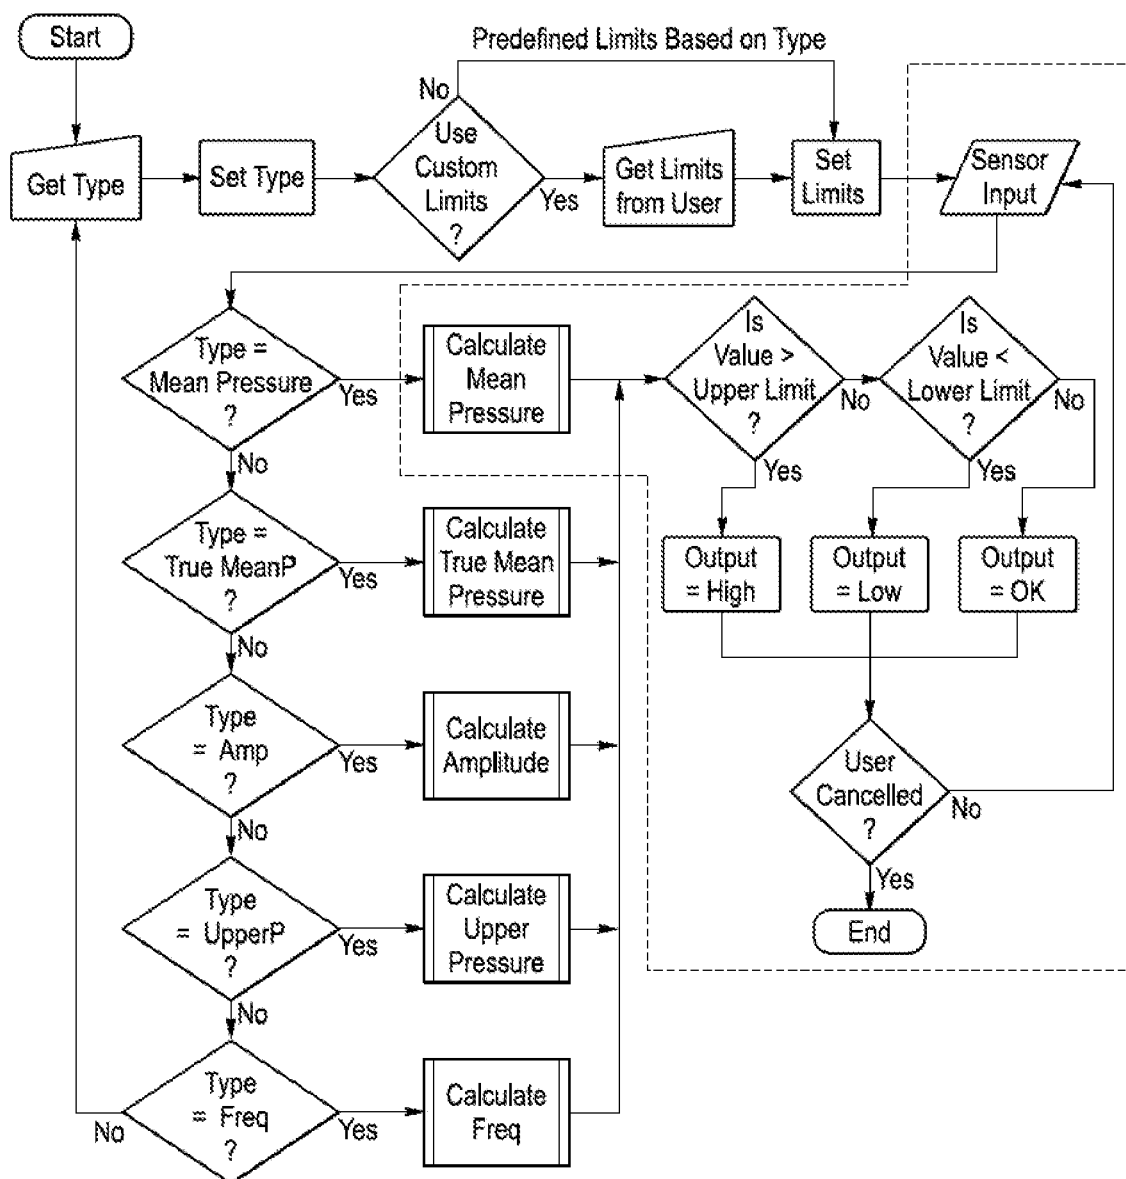 Start
Predefined Limits Based on Type
No
Use
Custom
Limits
?
Yes
Get Type
Set Type
Get Limits
from User
Set
Limits
Sensor
Input
Type =
Mean Pressure
?
Yes
No
Calculate
Mean
Pressure
Is
Value >
Upper Limit
?
No
Yes
Is
Value <
Lower Limit
?
No
Yes
Type =
True MeanP
?
Yes
No
Calculate
True Mean
Pressure
Output
= High
Output
= Low
Output
= OK
Type
= Amp
?
Yes
No
Calculate
Amplitude
User
Cancelled
?
No
Yes
End
Type
= UpperP
?
Yes
No
Calculate
Upper
Pressure
Type
= Freq
?
No
Yes
Calculate
Freq